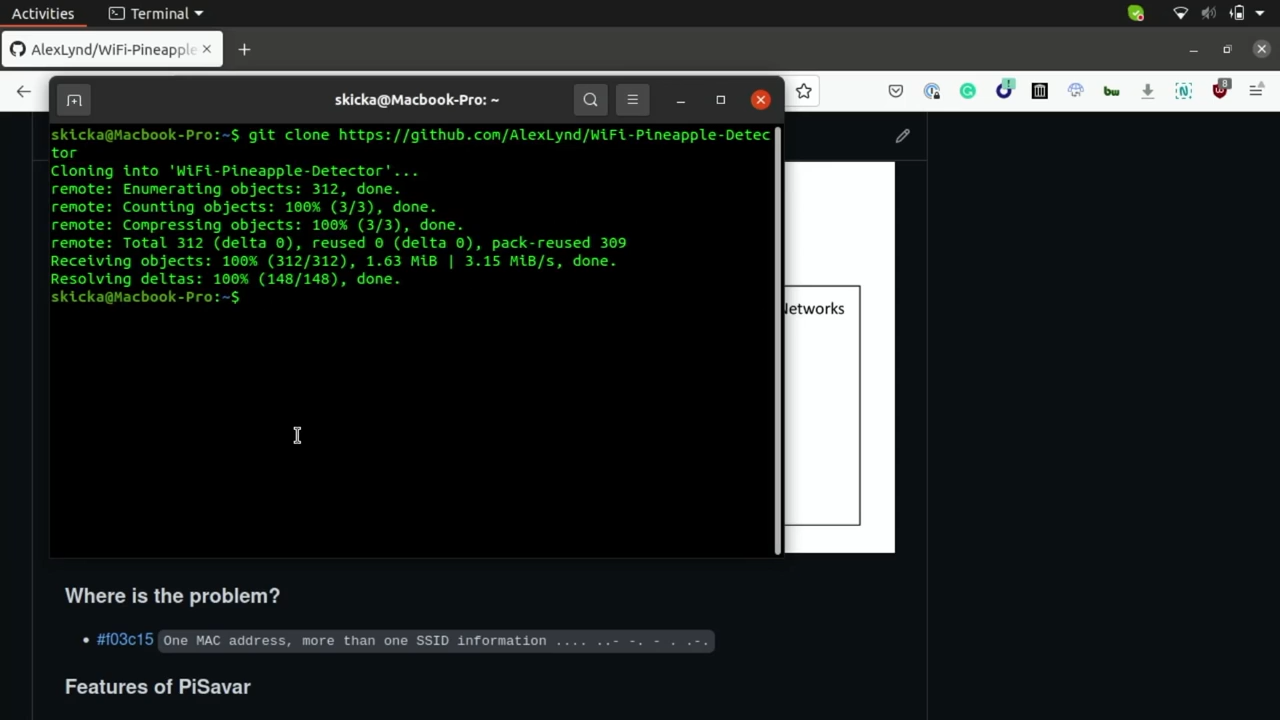 Activities
Terminal
AlexLynd/WiFi-Pineapple
skicka@Macbook-Pro: ~
8
skicka@Macbook-Pro:~$ git clone https://github.com/AlexLynd/WiFi-Pineapple-Detec
tor
Cloning into 'WiFi-Pineapple-Detector'...
remote: Enumerating objects: 312, done.
remote: Counting objects: 100% (3/3), done.
remote: Compressing objects: 100% (3/3), done.
remote: Total 312 (delta 0), reused 0 (delta 0), pack-reused 309
Receiving objects: 100% (312/312), 1.63 MiB | 3.15 MiB/s, done.
Resolving deltas: 100% (148/148), done.
skicka@Macbook-Pro:~$
Networks
Where is the problem?
#f03c15 One MAC address, more than one SSID information .... ..- -. - . .-.
Features of PiSavar